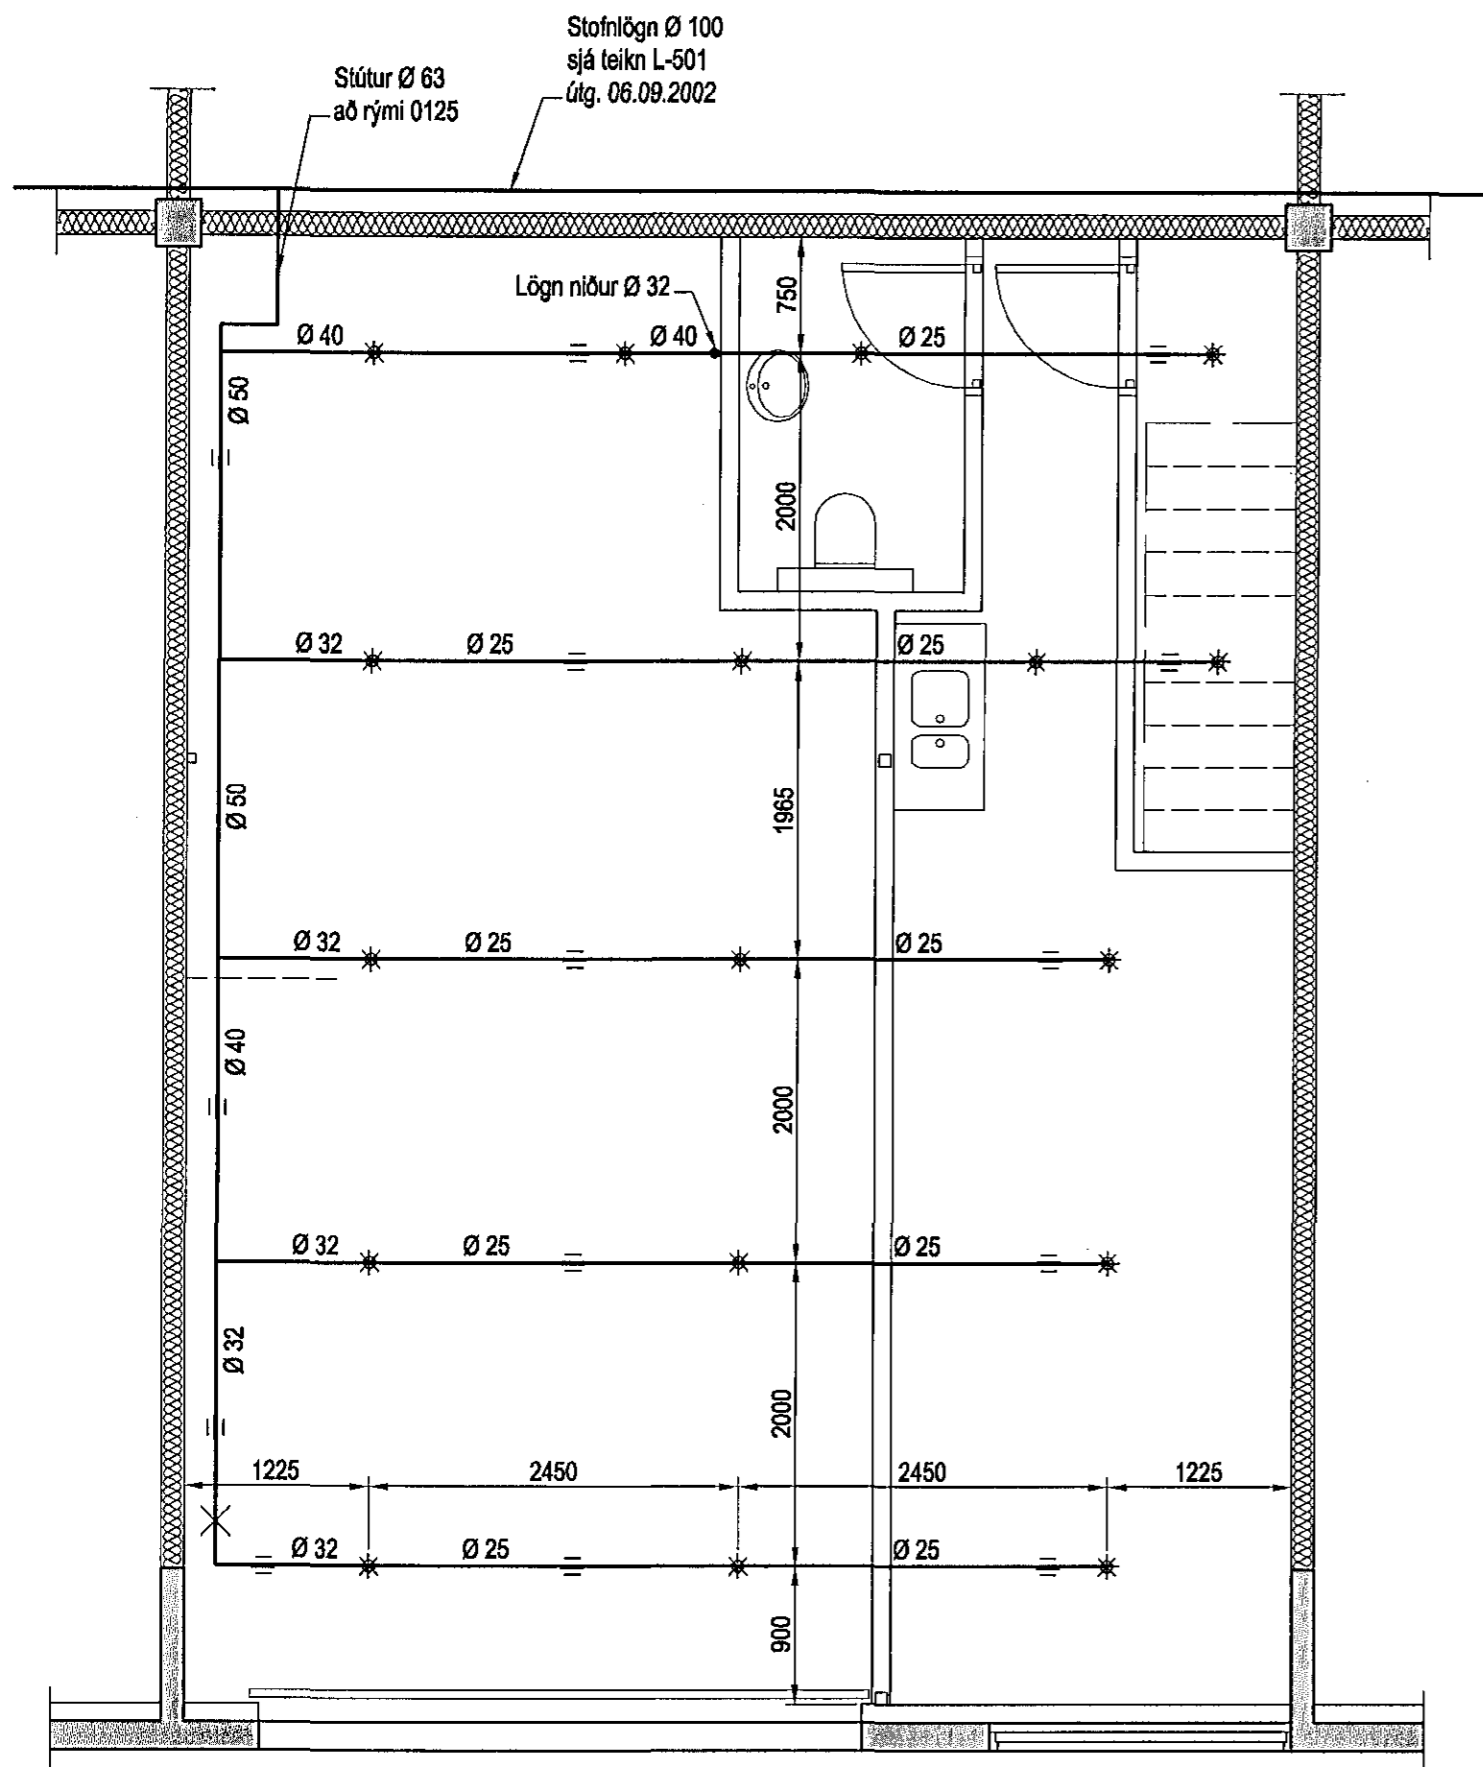 Stofnlögn Ø 100
sjá teikn L-501
útg. 06.09.2002
Stútur Ø 63
að rými 0125
Lögn niður Ø 32
750
Ø 40
Ø 40
Ø 25
Ø 50
2000
Ø 32
Ø 25
Ø 25
Ø 50
1965
Ø 32
Ø 25
Ø 25
Ø 40
2000
Ø 32
Ø 25
Ø 25
Ø 32
2000
1225
2450
2450
1225
Ø 32
Ø 25
Ø 25
900